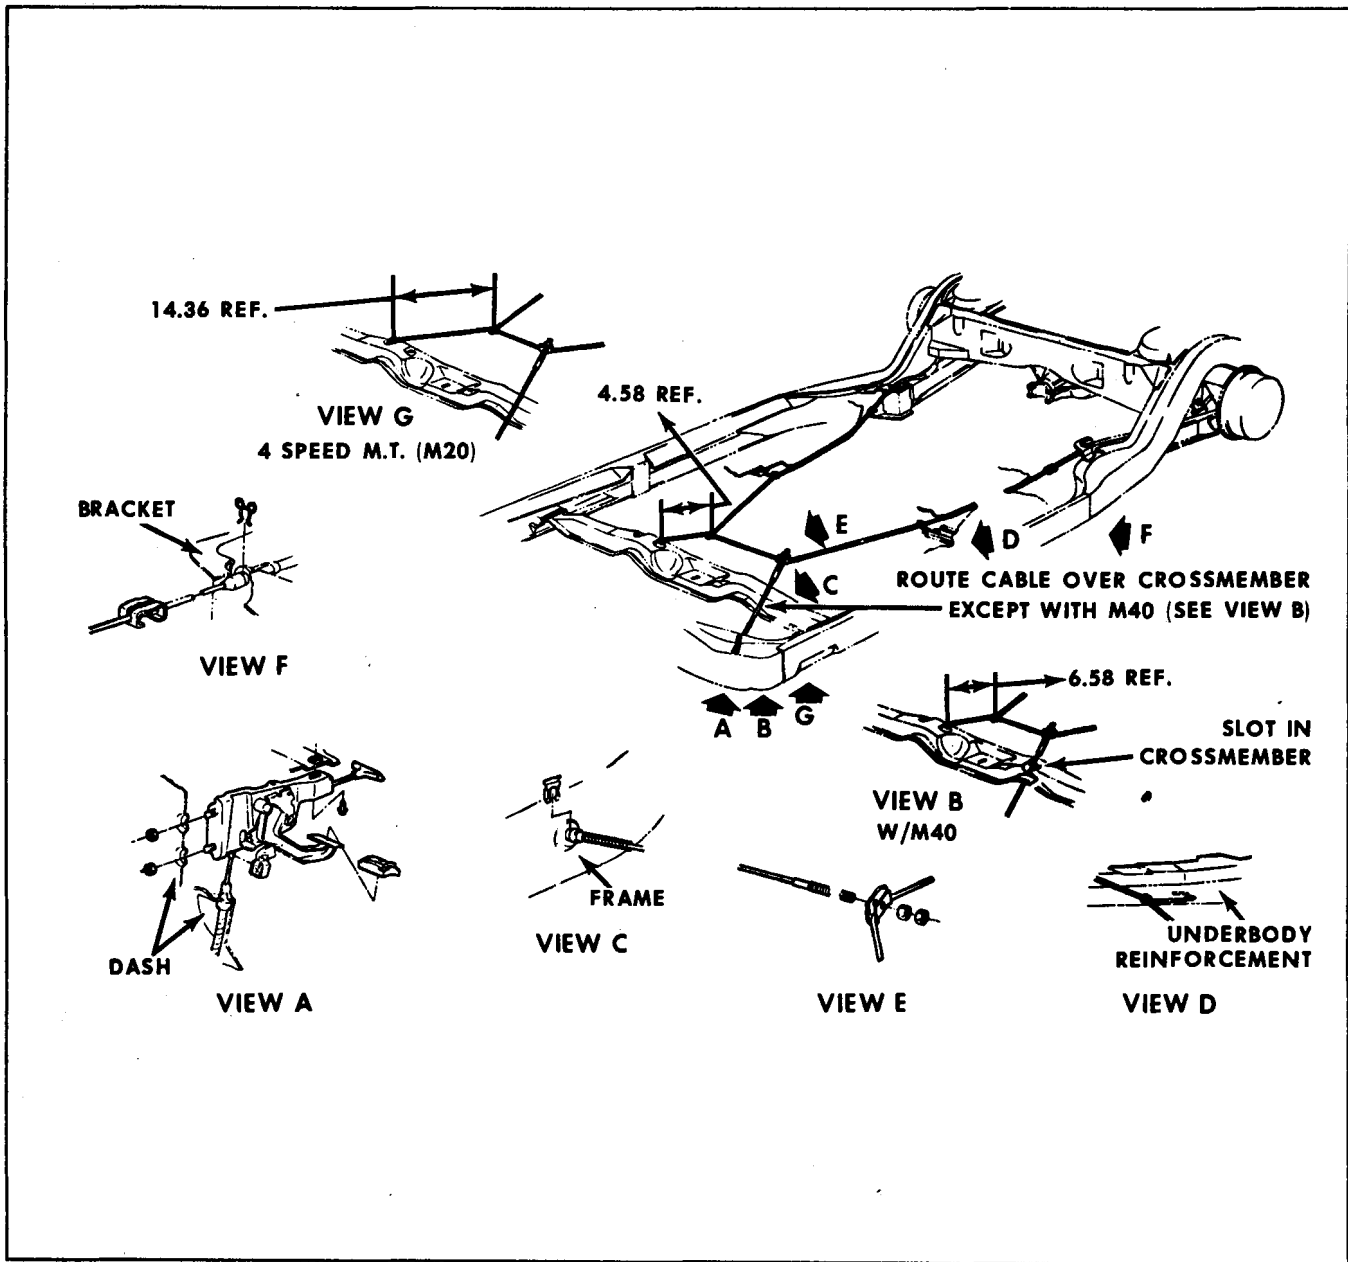 14.36 REF.
VIEW G
4 SPEED M.T. (M20)
4.58 REF.
BRACKET
VIEW F
E
D
F
C
ROUTE CABLE OVER CROSSMEMBER
EXCEPT WITH M40 (SEE VIEW B)
A
B
G
6.58 REF.
SLOT IN
CROSSMEMBER
VIEW B
W/M40
DASH
VIEW A
FRAME
VIEW C
VIEW E
UNDERBODY
REINFORCEMENT
VIEW D